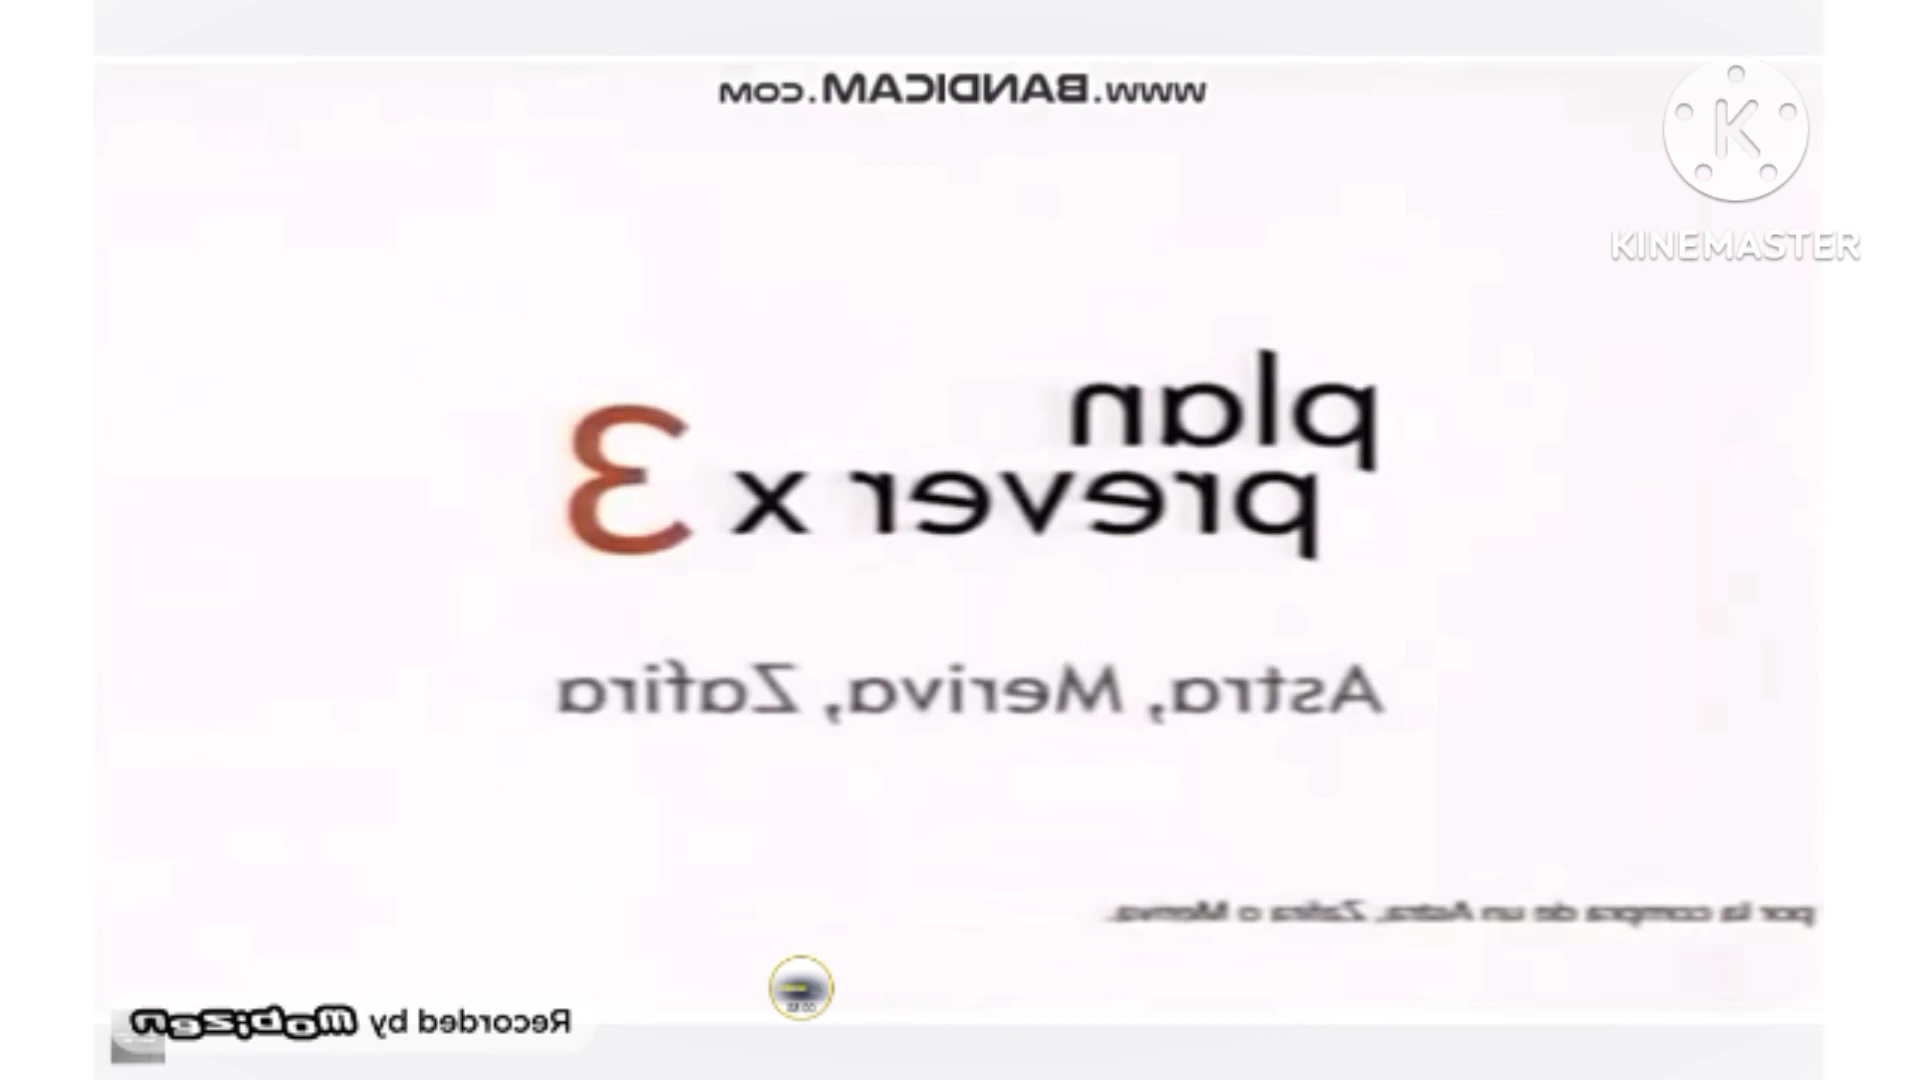 www.BANDICAM.com
K
KINEMASTER
plan
prever x 3
Astra, Meriva, Zafira
por la compra de un Astra, Zafira o Meriva.
Recorded by mobizen